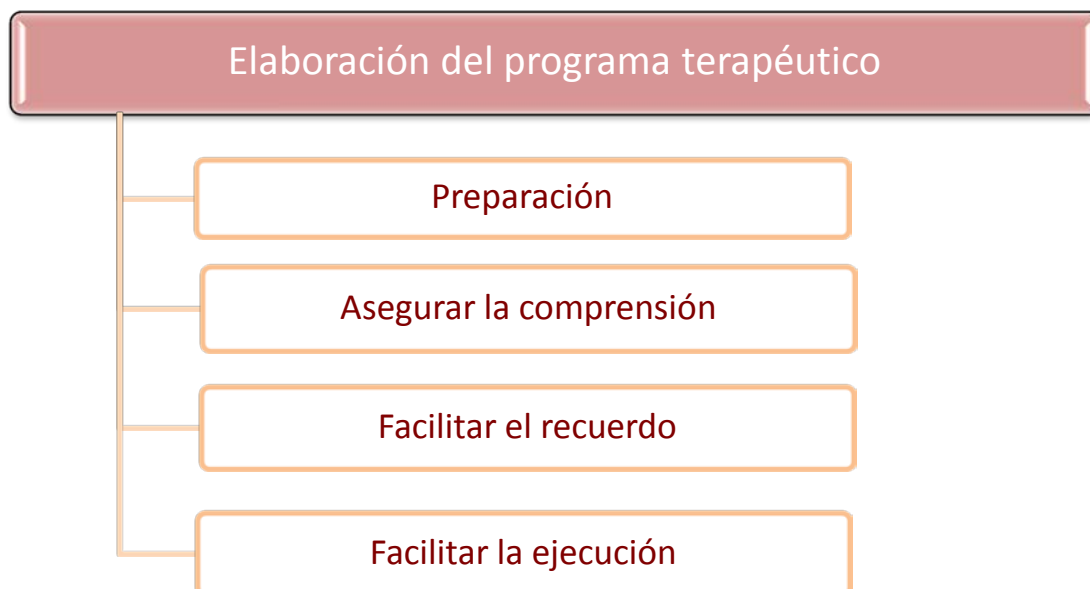 Elaboración del programa terapéutico
Preparación
Asegurar la comprensión
Facilitar el recuerdo
Facilitar la ejecución